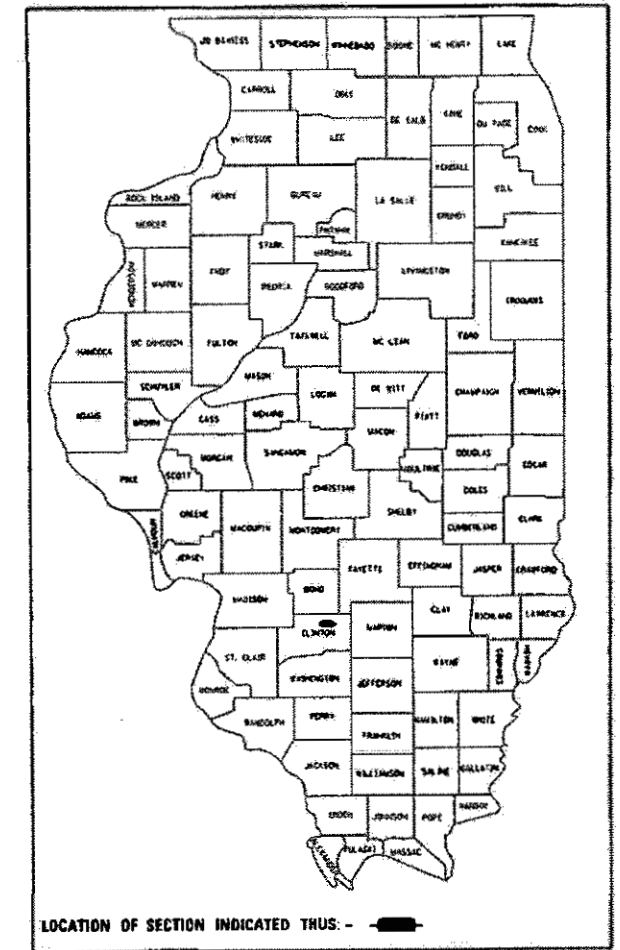 JO DAVIESS STEPHENSON WINNEBAGO BOONE MC HENRY LAKE
CARROLL OGLE
DE KALB KANE DU PAGE COOK
WHITESIDE LEE
KENDALL WILL
ROCK ISLAND HENRY BUREAU LA SALLE GRUNDY
MERCER STARK PUTNAM MARSHALL KANKAKEE
HENDERSON WARREN KNOX PEORIA WOODFORD LIVINGSTON IROQUOIS
HANCOCK MC DONOUGH FULTON TAZEWELL MC LEAN FORD
SCHUYLER MASON LOGAN DE WITT CHAMPAIGN VERMILION
ADAMS BROWN CASS MENARD MACON PIATT
PIKE SCOTT MORGAN SANGAMON MOULTRIE DOUGLAS EDGAR
CHRISTIAN COLES
GREENE MACOUPIN MONTGOMERY SHELBY CUMBERLAND CLARK
CALHOUN JERSEY
FAYETTE EFFINGHAM JASPER CRAWFORD
MADISON BOND
CLAY RICHLAND LAWRENCE
CLINTON MARION
ST. CLAIR WAYNE EDWARDS WABASH
WASHINGTON JEFFERSON
MONROE
RANDOLPH PERRY HAMILTON WHITE
FRANKLIN
JACKSON WILLIAMSON SALINE GALLATIN
UNION JOHNSON POPE HARDIN
ALEXANDER PULASKI MASSAC
LOCATION OF SECTION INDICATED THUS: -